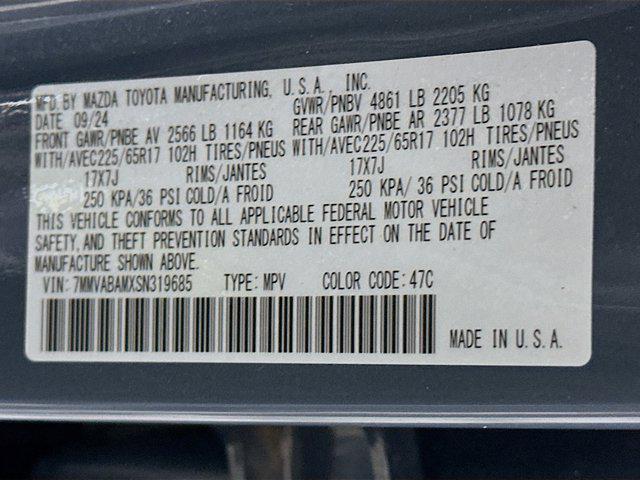 MFD BY MAZDA TOYOTA MANUFACTURING, U.S.A., INC.
DATE 09/24 GVWR/PNBV 4861 LB 2205 KG
FRONT GAWR/PNBE AV 2566 LB 1164 KG REAR GAWR/PNBE AR 2377 LB 1078 KG
WITH/AVEC225/65R17 102H TIRES/PNEUS WITH/AVEC225/65R17 102H TIRES/PNEUS
17X7J RIMS/JANTES 17X7J RIMS/JANTES
250 KPA/36 PSI COLD/A FROID 250 KPA/ 36 PSI COLD/A FROID
THIS VEHICLE CONFORMS TO ALL APPLICABLE FEDERAL MOTOR VEHICLE
SAFETY, AND THEFT PREVENTION STANDARDS IN EFFECT ON THE DATE OF
MANUFACTURE SHOWN ABOVE.
VIN: 7MMVABAMXSN319685 TYPE: MPV COLOR CODE: 47C
MADE IN U.S.A.